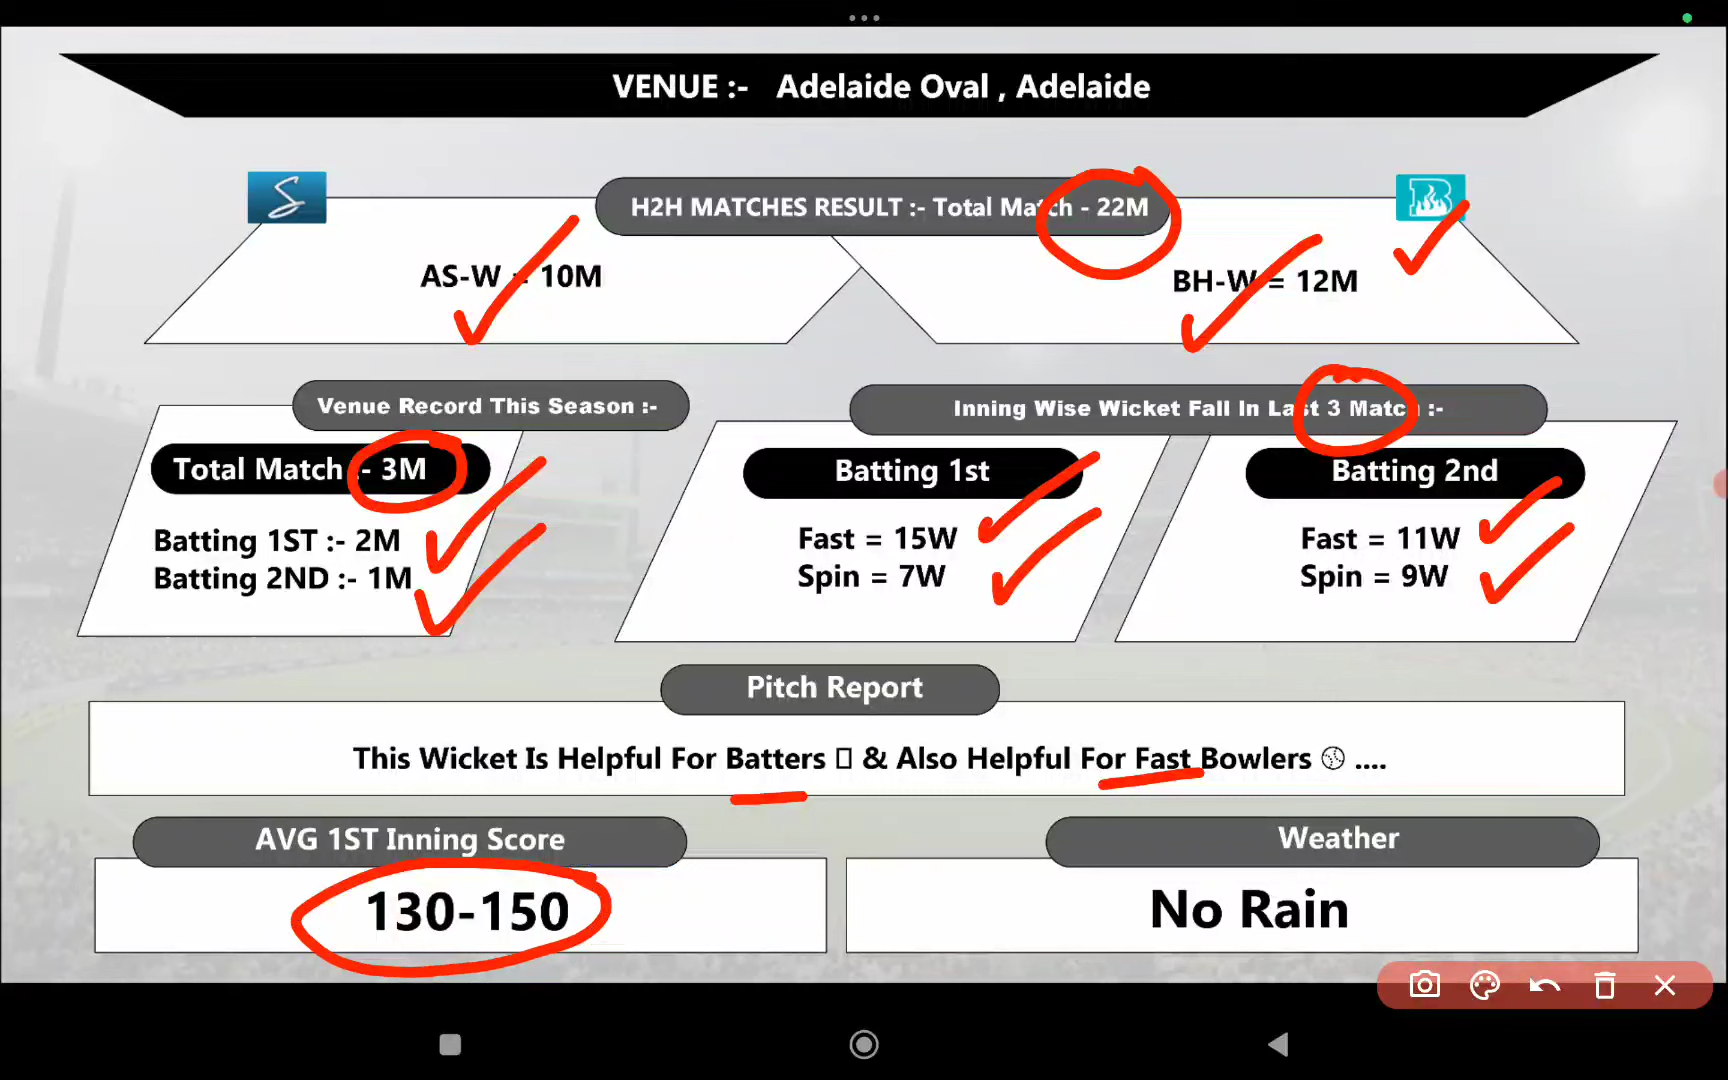 VENUE :- Adelaide Oval , Adelaide
H2H MATCHES RESULT :- Total Match - 22M
AS-W = 10M
BH-W = 12M
Venue Record This Season :-
Total Match :- 3M
Batting 1ST :- 2M
Batting 2ND :- 1M
Inning Wise Wicket Fall In Last 3 Match :-
Batting 1st
Fast = 15W
Spin = 7W
Batting 2nd
Fast = 11W
Spin = 9W
Pitch Report
This Wicket Is Helpful For Batters & Also Helpful For Fast Bowlers ....
AVG 1ST Inning Score
130-150
Weather
No Rain